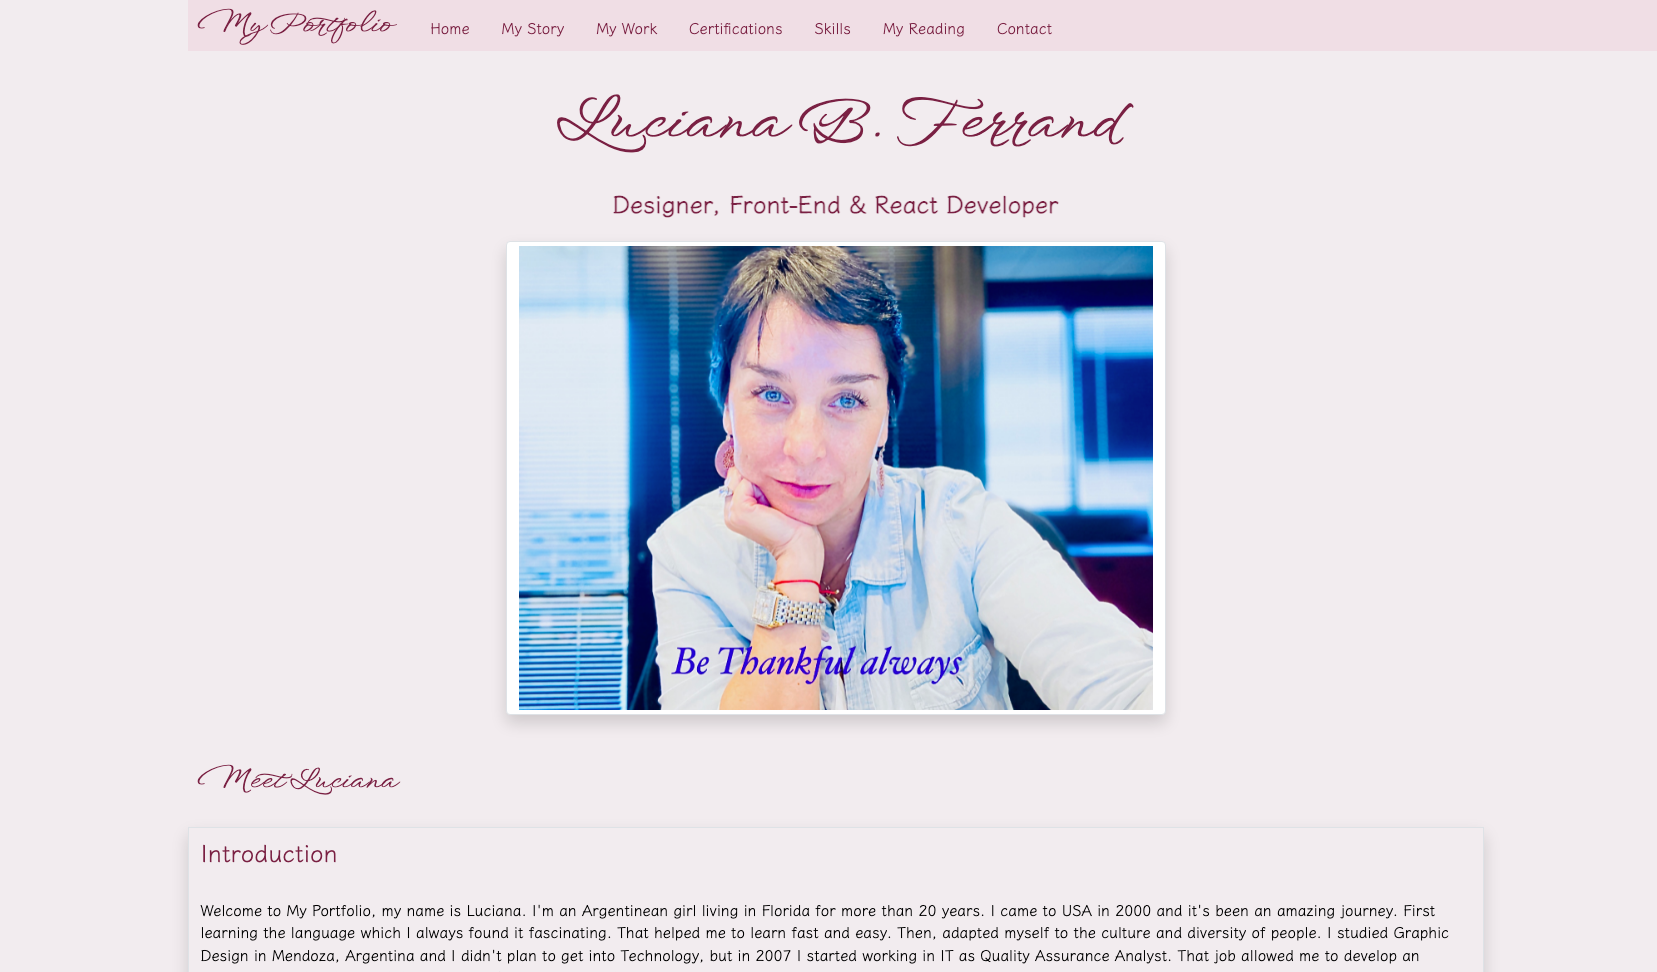 My Portfolio
Home
My Story
My Work
Certifications
Skills
My Reading
Contact
Luciana B. Ferrand
Designer, Front-End & React Developer
Be Thankful always
Meet Luciana
Introduction
Welcome to My Portfolio, my name is Luciana. I'm an Argentinean girl living in Florida for more than 20 years. I came to USA in 2000 and it's been an amazing journey. First
learning the language which I always found it fascinating. That helped me to learn fast and easy. Then, adapted myself to the culture and diversity of people. I studied Graphic
Design in Mendoza, Argentina and I didn't plan to get into Technology, but in 2007 I started working in IT as Quality Assurance Analyst. That job allowed me to develop an